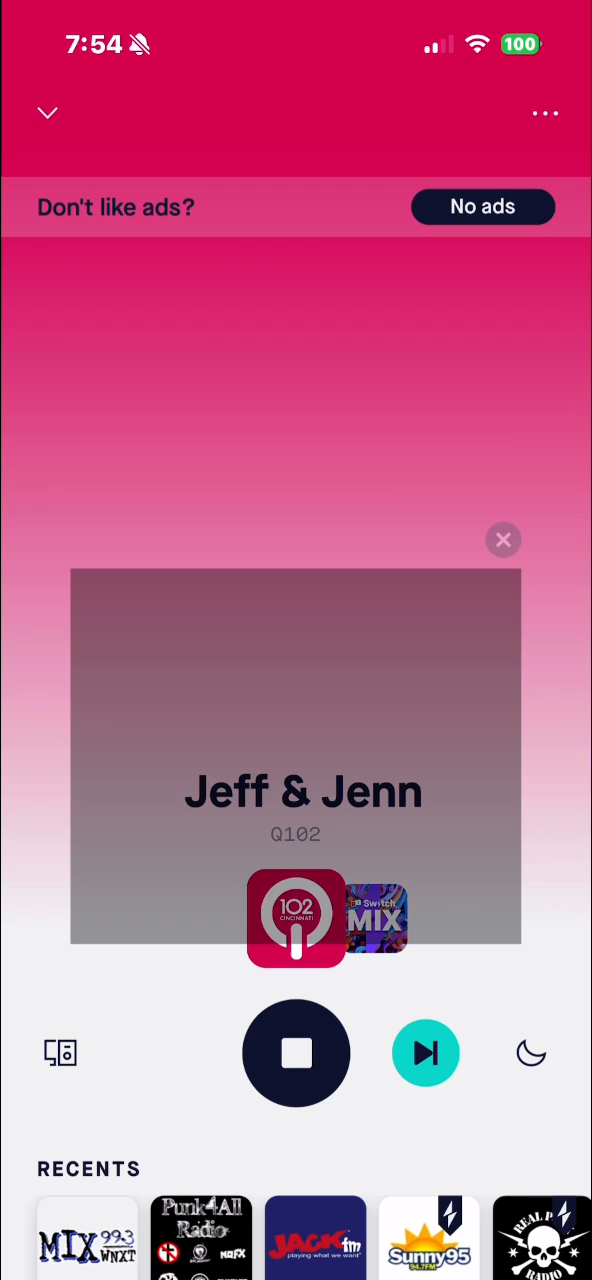 7:54
100
Don't like ads?
No ads
Jeff & Jenn
Q102
102
CINCINNATI
Switch
MIX
RECENTS
MIX 99.3
WNXT
Punk4All
Radio
NOFX
JACK fm
playing what we want
Sunny95
94.7FM
REAL
RADIO